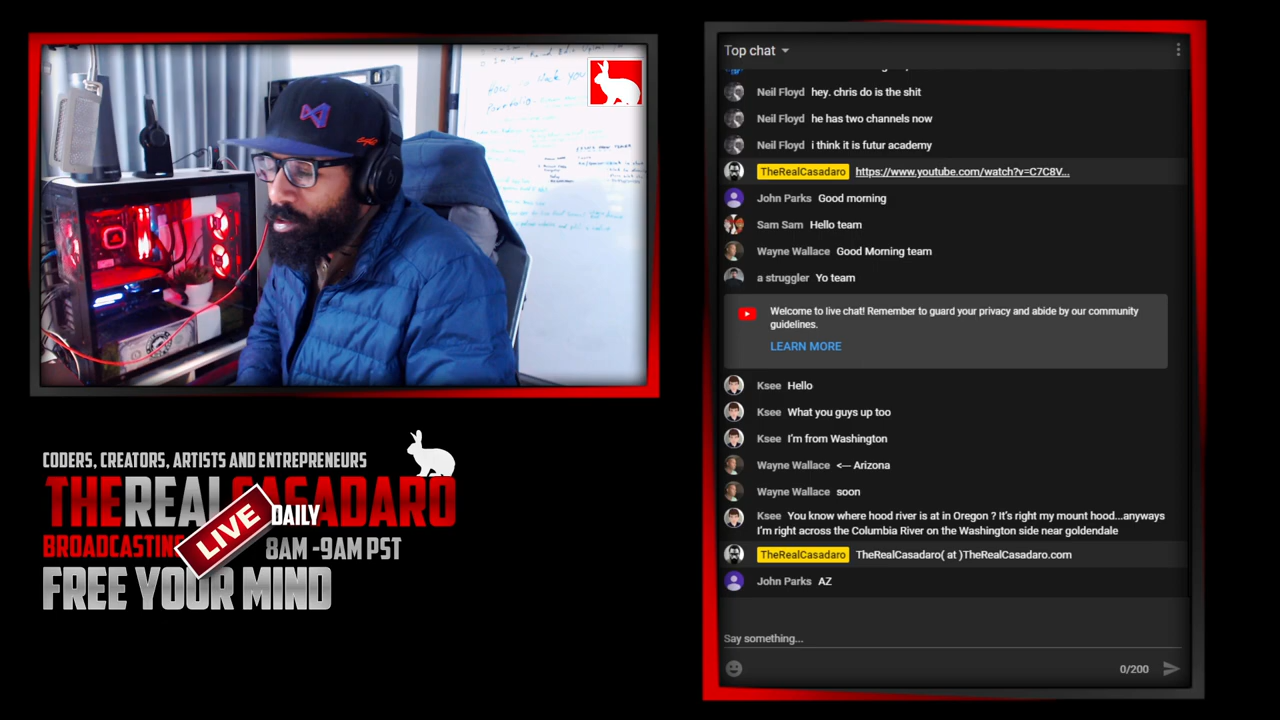 How to Hack You
Portfolio
CODERS, CREATORS, ARTISTS AND ENTREPRENEURS
THEREALCASADARO
LIVE
DAILY
BROADCASTING
8AM -9AM PST
FREE YOUR MIND
Top chat
Neil Floyd hey. chris do is the shit
Neil Floyd he has two channels now
Neil Floyd i think it is futur academy
TheRealCasadaro https://www.youtube.com/watch?v=C7C8V...
John Parks Good morning
Sam Sam Hello team
Wayne Wallace Good Morning team
a struggler Yo team
Welcome to live chat! Remember to guard your privacy and abide by our community
guidelines.
LEARN MORE
Ksee Hello
Ksee What you guys up too
Ksee I'm from Washington
Wayne Wallace <--- Arizona
Wayne Wallace soon
Ksee You know where hood river is at in Oregon ? It's right my mount hood...anyways
I'm right across the Columbia River on the Washington side near goldendale
TheRealCasadaro TheRealCasadaro( at )TheRealCasadaro.com
John Parks AZ
Say something...
0/200